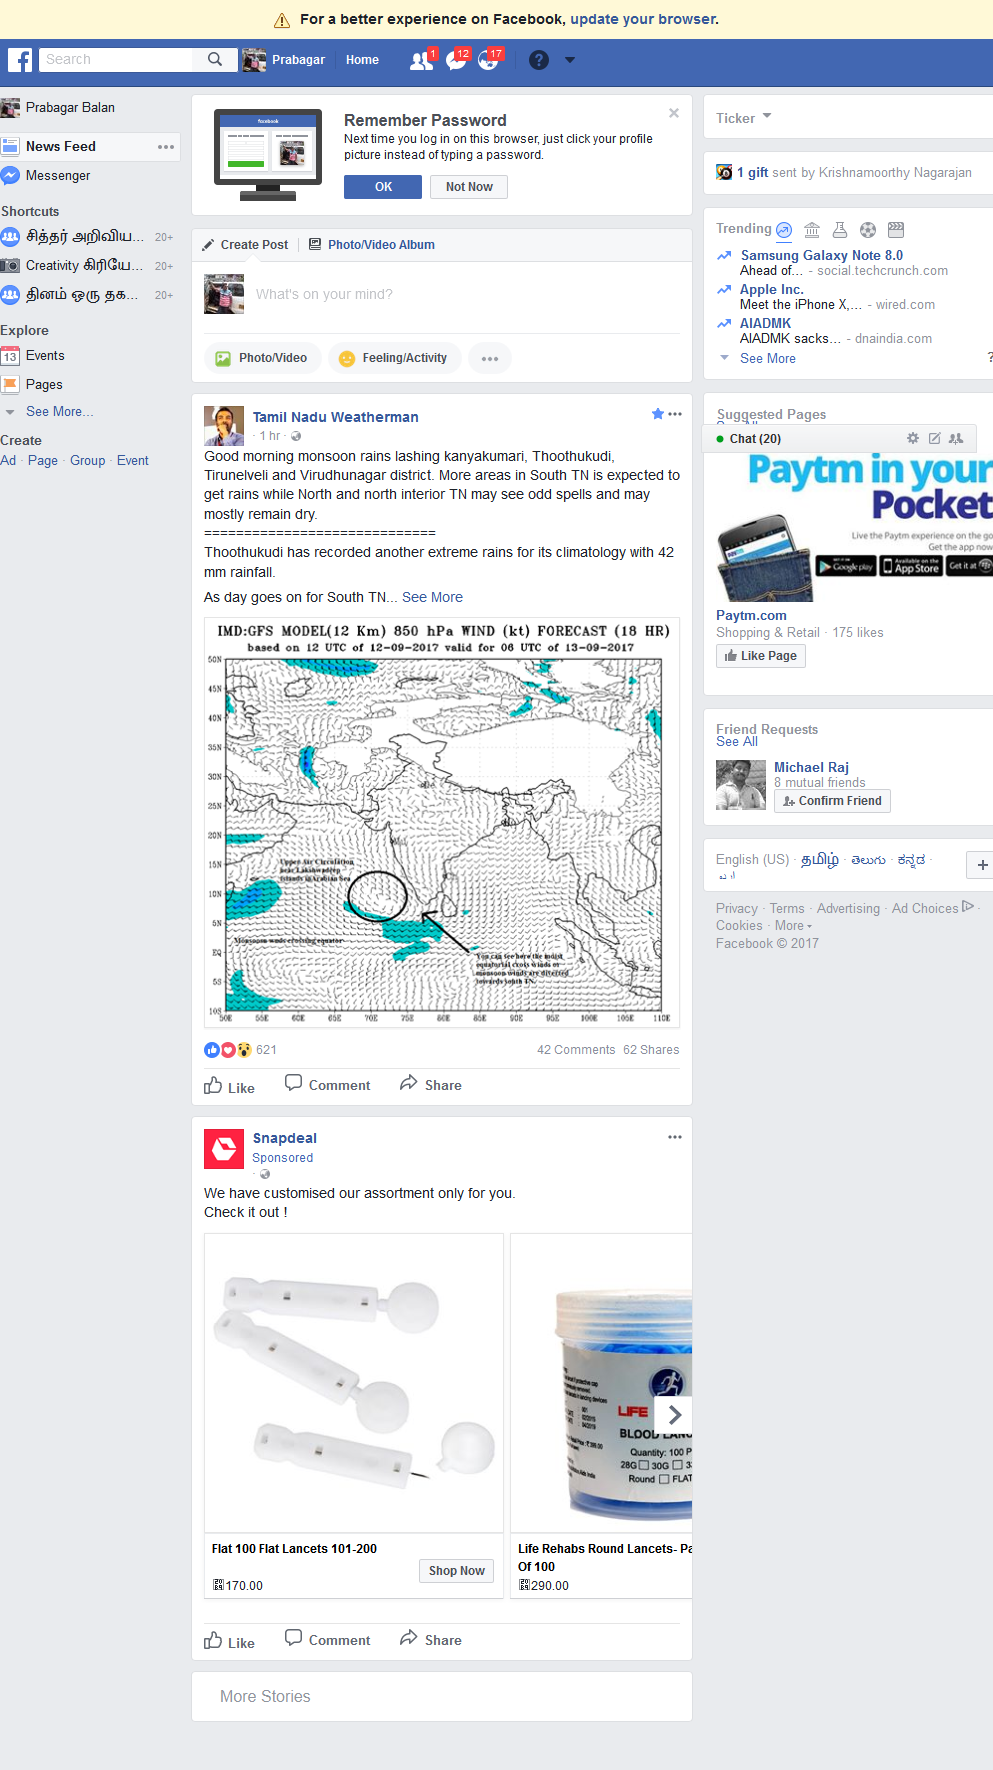 For a better experience on Facebook, update your browser.
Search
Prabagar
Home
1
12
17
Prabagar Balan
News Feed
Messenger
Shortcuts
சித்தர் அறிவிய... 20+
Creativity கிரியே... 20+
தினம் ஒரு தக... 20+
Explore
13 Events
Pages
See More...
Create
Ad · Page · Group · Event
facebook
Remember Password
Next time you log in on this browser, just click your profile
picture instead of typing a password.
OK
Not Now
Create Post
Photo/Video Album
What's on your mind?
Photo/Video
Feeling/Activity
Tamil Nadu Weatherman
· 1 hr ·
Good morning monsoon rains lashing kanyakumari, Thoothukudi,
Tirunelveli and Virudhunagar district. More areas in South TN is expected to
get rains while North and north interior TN may see odd spells and may
mostly remain dry.
=============================
Thoothukudi has recorded another extreme rains for its climatology with 42
mm rainfall.
As day goes on for South TN... See More
IMD:GFS MODEL(12 Km) 850 hPa WIND (kt) FORECAST (18 HR)
based on 12 UTC of 12-09-2017 valid for 06 UTC of 13-09-2017
50N
45N
40N
35N
30N
25N
20N
15N
10N
5N
EQ
5S
10S
50E 55E 60E 65E 70E 75E 80E 85E 90E 95E 100E 105E 110E
Upper Air Circulation
near Lakshwadeep
islands in Arabian Sea
Monsoon winds crossing equator
You can see here the moist
equatorial cross winds or
monsoon winds are diverted
towards south TN.
621
42 Comments 62 Shares
Like
Comment
Share
Snapdeal
Sponsored
We have customised our assortment only for you.
Check it out !
Flat 100 Flat Lancets 101-200
170.00
Shop Now
LIFE
BLOOD LANC
Quantity: 100 P
28G 30G 3
Round FLAT
Life Rehabs Round Lancets- Pa
Of 100
290.00
Like
Comment
Share
More Stories
Ticker
1 gift sent by Krishnamoorthy Nagarajan
Trending
Samsung Galaxy Note 8.0
Ahead of... - social.techcrunch.com
Apple Inc.
Meet the iPhone X,... - wired.com
AIADMK
AIADMK sacks... - dnaindia.com
See More
?
Suggested Pages
Chat (20)
Paytm in your
Pocket
Live the Paytm experience on the go
Get the app now
Google play
Available on the
App Store
Get it at
Paytm.com
Shopping & Retail · 175 likes
Like Page
Friend Requests
See All
Michael Raj
8 mutual friends
Confirm Friend
English (US) · தமிழ் · తెలుగు · ಕನ್ನಡ ·
+
Privacy · Terms · Advertising · Ad Choices ·
Cookies · More
Facebook © 2017